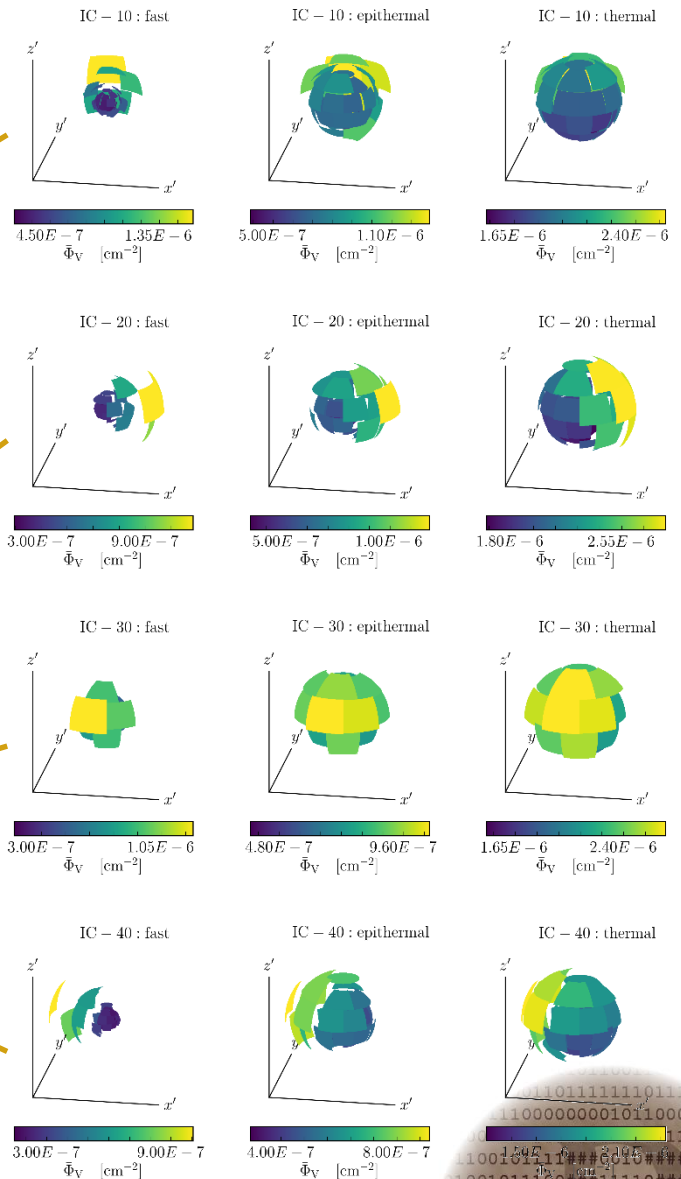 IC − 10 : fast IC − 10 : epithermal IC − 10 : thermal
z′ z′ z′
y′ y′ y′
x′ x′ x′
4.50E − 7 1.35E − 6 5.00E − 7 1.10E − 6 1.65E − 6 2.40E − 6
Φ̄V [cm−2] Φ̄V [cm−2] Φ̄V [cm−2]
IC − 20 : fast IC − 20 : epithermal IC − 20 : thermal
z′ z′ z′
y′ y′ y′
x′ x′ x′
3.00E − 7 9.00E − 7 5.00E − 7 1.00E − 6 1.80E − 6 2.55E − 6
Φ̄V [cm−2] Φ̄V [cm−2] Φ̄V [cm−2]
IC − 30 : fast IC − 30 : epithermal IC − 30 : thermal
z′ z′ z′
y′ y′ y′
x′ x′ x′
3.00E − 7 1.05E − 6 4.80E − 7 9.60E − 7 1.65E − 6 2.40E − 6
Φ̄V [cm−2] Φ̄V [cm−2] Φ̄V [cm−2]
IC − 40 : fast IC − 40 : epithermal IC − 40 : thermal
z′ z′ z′
y′ y′ y′
x′ x′ x′
3.00E − 7 9.00E − 7 4.00E − 7 8.00E − 7
Φ̄V [cm−2] Φ̄V [cm−2]